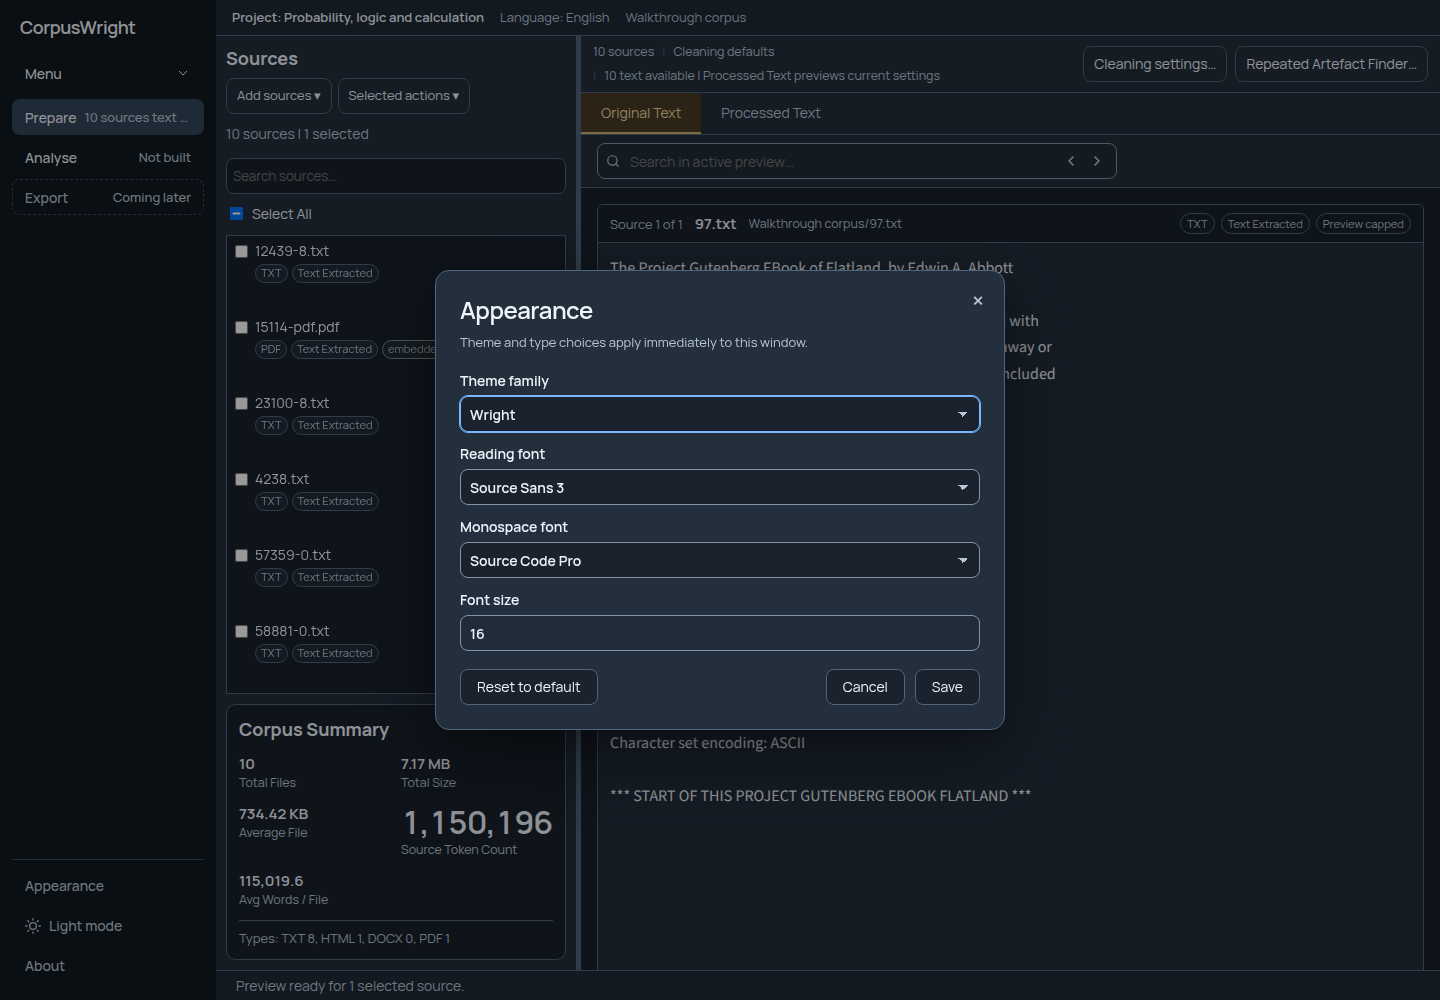 CorpusWright
Menu
Prepare 10 sources text ...
Analyse Not built
Export Coming later
Appearance
Light mode
About
Project: Probability, logic and calculation Language: English Walkthrough corpus
Sources
Add sources ▾ Selected actions ▾
10 sources | 1 selected
Search sources...
Select All
12439-8.txt
TXT Text Extracted
15114-pdf.pdf
PDF Text Extracted
23100-8.txt
TXT Text Extracted
4238.txt
TXT Text Extracted
57359-0.txt
TXT Text Extracted
58881-0.txt
TXT Text Extracted
Corpus Summary
10 7.17 MB
Total Files Total Size
734.42 KB 1,150,196
Average File Source Token Count
115,019.6
Avg Words / File
Types: TXT 8, HTML 1, DOCX 0, PDF 1
10 sources | Cleaning defaults
| 10 text available | Processed Text previews current settings
Cleaning settings... Repeated Artefact Finder...
Original Text Processed Text
Search in active preview...
Source 1 of 1 97.txt Walkthrough corpus/97.txt TXT Text Extracted Preview capped
The Project Gutenberg EBook of Flatland, by Edwin A. Abbott
with
or
Character set encoding: ASCII
*** START OF THIS PROJECT GUTENBERG EBOOK FLATLAND ***
Appearance ×
Theme and type choices apply immediately to this window.
Theme family
Wright
Reading font
Source Sans 3
Monospace font
Source Code Pro
Font size
16
Reset to default Cancel Save
Preview ready for 1 selected source.